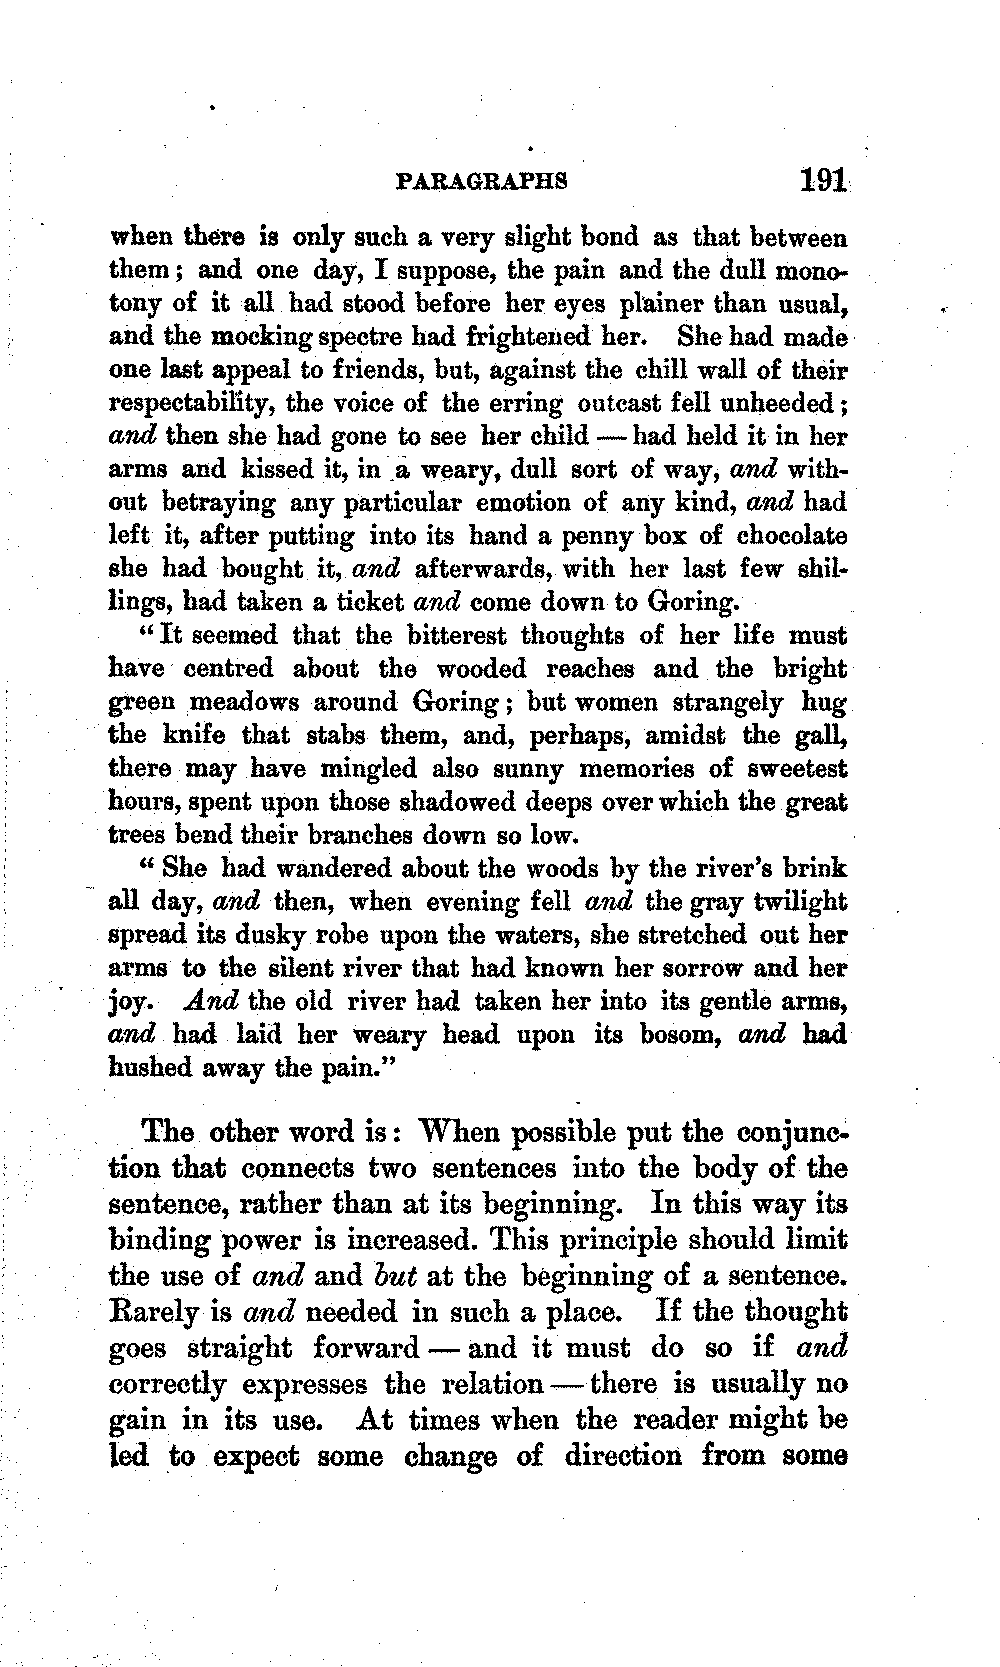 PARAGRAPHS 191
when there is only such a very slight bond as that between
them; and one day, I suppose, the pain and the dull mono-
tony of it all had stood before her eyes plainer than usual,
and the mocking spectre had frightened her. She had made
one last appeal to friends, but, against the chill wall of their
respectability, the voice of the erring outcast fell unheeded;
and then she had gone to see her child — had held it in her
arms and kissed it, in a weary, dull sort of way, and with-
out betraying any particular emotion of any kind, and had
left it, after putting into its hand a penny box of chocolate
she had bought it, and afterwards, with her last few shil-
lings, had taken a ticket and come down to Goring.
"It seemed that the bitterest thoughts of her life must
have centred about the wooded reaches and the bright
green meadows around Goring; but women strangely hug
the knife that stabs them, and, perhaps, amidst the gall,
there may have mingled also sunny memories of sweetest
hours, spent upon those shadowed deeps over which the great
trees bend their branches down so low.
"She had wandered about the woods by the river's brink
all day, and then, when evening fell and the gray twilight
spread its dusky robe upon the waters, she stretched out her
arms to the silent river that had known her sorrow and her
joy. And the old river had taken her into its gentle arms,
and had laid her weary head upon its bosom, and had
hushed away the pain."
The other word is: When possible put the conjunc-
tion that connects two sentences into the body of the
sentence, rather than at its beginning. In this way its
binding power is increased. This principle should limit
the use of and and but at the beginning of a sentence.
Rarely is and needed in such a place. If the thought
goes straight forward — and it must do so if and
correctly expresses the relation — there is usually no
gain in its use. At times when the reader might be
led to expect some change of direction from some